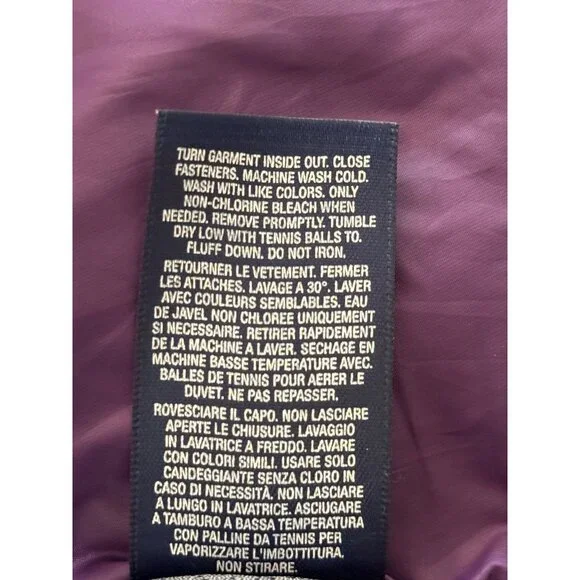 TURN GARMENT INSIDE OUT. CLOSE
FASTENERS. MACHINE WASH COLD.
WASH WITH LIKE COLORS. ONLY
NON-CHLORINE BLEACH WHEN
NEEDED. REMOVE PROMPTLY. TUMBLE
DRY LOW WITH TENNIS BALLS TO.
FLUFF DOWN. DO NOT IRON.
RETOURNER LE VETEMENT. FERMER
LES ATTACHES. LAVAGE A 30°. LAVER
AVEC COULEURS SEMBLABLES. EAU
DE JAVEL NON CHLOREE UNIQUEMENT
SI NECESSAIRE. RETIRER RAPIDEMENT
DE LA MACHINE A LAVER. SECHAGE EN
MACHINE BASSE TEMPERATURE AVEC.
BALLES DE TENNIS POUR AERER LE
DUVET. NE PAS REPASSER.
ROVESCIARE IL CAPO. NON LASCIARE
APERTE LE CHIUSURE. LAVAGGIO
IN LAVATRICE A FREDDO. LAVARE
CON COLORI SIMILI. USARE SOLO
CANDEGGIANTE SENZA CLORO IN
CASO DI NECESSITÀ. NON LASCIARE
A LUNGO IN LAVATRICE. ASCIUGARE
A TAMBURO A BASSA TEMPERATURA
CON PALLINE DA TENNIS PER
VAPORIZZARE L'IMBOTTITURA.
NON STIRARE.